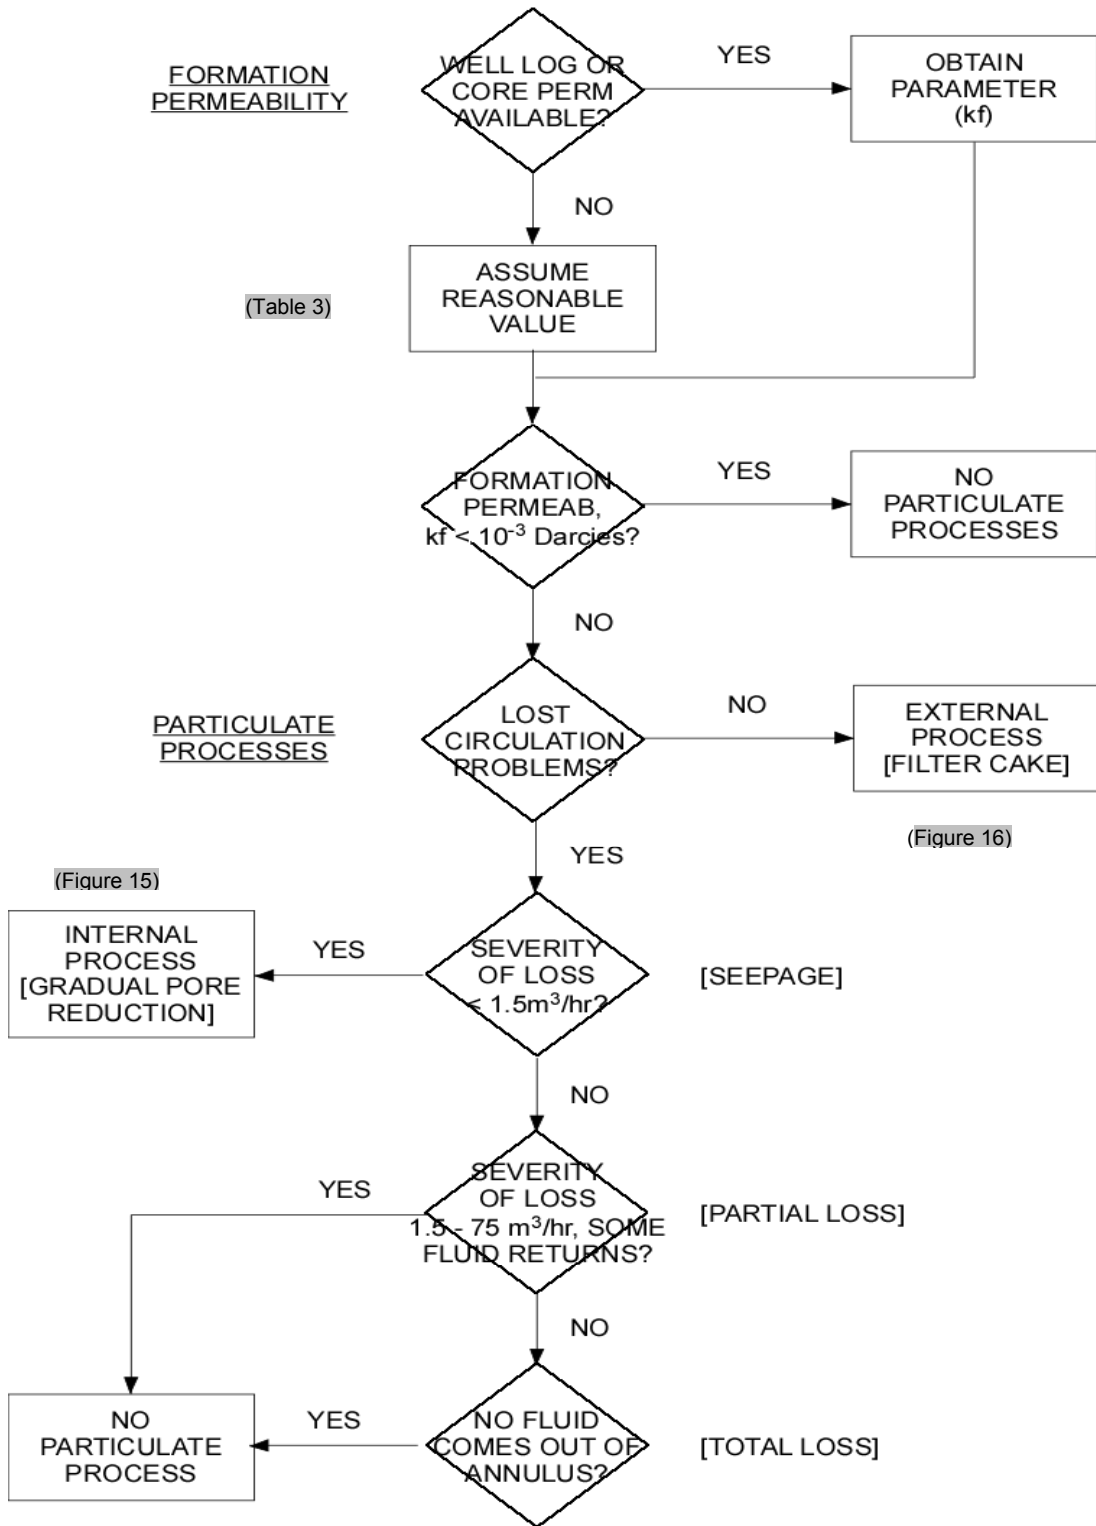 FORMATION
PERMEABILITY
WELL LOG OR
CORE PERM
AVAILABLE?
YES
OBTAIN
PARAMETER
(kf)
NO
(Table 3)
ASSUME
REASONABLE
VALUE
FORMATION
PERMEAB,
kf < 10⁻³ Darcies?
YES
NO
PARTICULATE
PROCESSES
NO
PARTICULATE
PROCESSES
LOST
CIRCULATION
PROBLEMS?
NO
EXTERNAL
PROCESS
[FILTER CAKE]
(Figure 16)
YES
(Figure 15)
INTERNAL
PROCESS
[GRADUAL PORE
REDUCTION]
YES
SEVERITY
OF LOSS
< 1.5m³/hr?
[SEEPAGE]
NO
YES
SEVERITY
OF LOSS
1.5 - 75 m³/hr, SOME
FLUID RETURNS?
[PARTIAL LOSS]
NO
NO
PARTICULATE
PROCESS
YES
NO FLUID
COMES OUT OF
ANNULUS?
[TOTAL LOSS]